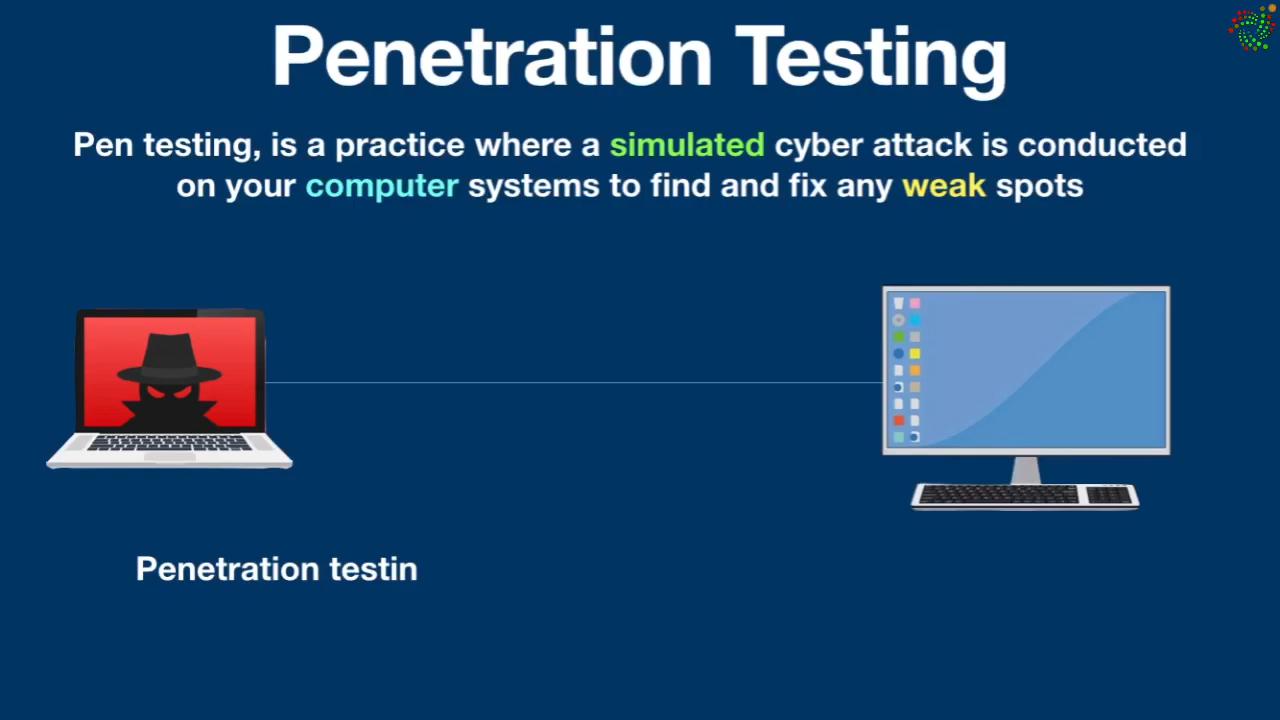 Penetration Testing
Pen testing, is a practice where a simulated cyber attack is conducted
on your computer systems to find and fix any weak spots
Penetration testin